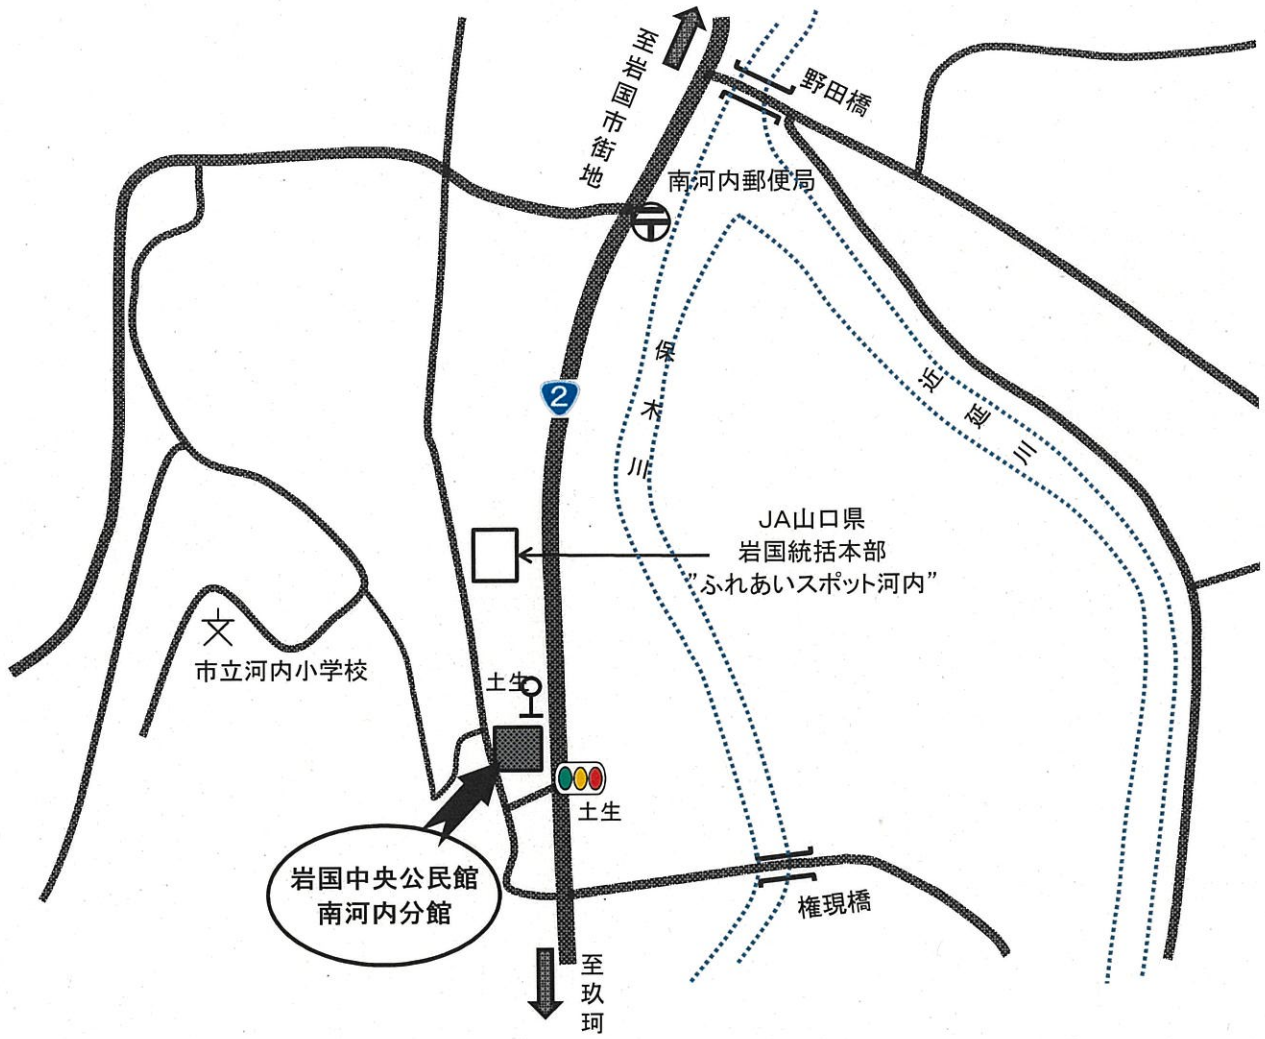 至岩国市街地
野田橋
南河内郵便局
保木川
2
近延川
JA山口県
岩国統括本部
”ふれあいスポット河内”
市立河内小学校
土生
土生
岩国中央公民館
南河内分館
権現橋
至玖珂